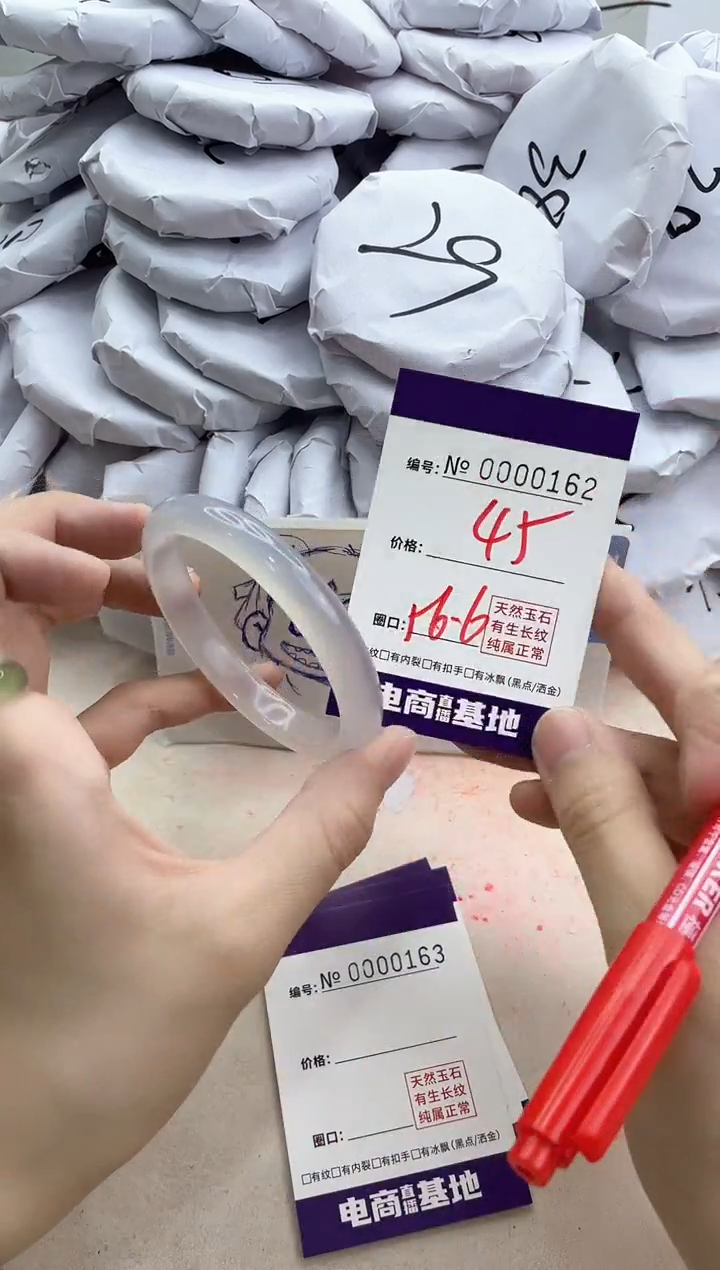 38
编号: № 0000162
价格: 45
圈口: 56-6
天然玉石
有生长纹
纯属正常
纹□有内裂□有扣手□有冰飘(黑点/洒金)
电商直播基地
编号: № 0000163
价格:
天然玉石
有生长纹
纯属正常
圈口:
□有纹□有内裂□有扣手□有冰飘(黑点/洒金)
电商直播基地